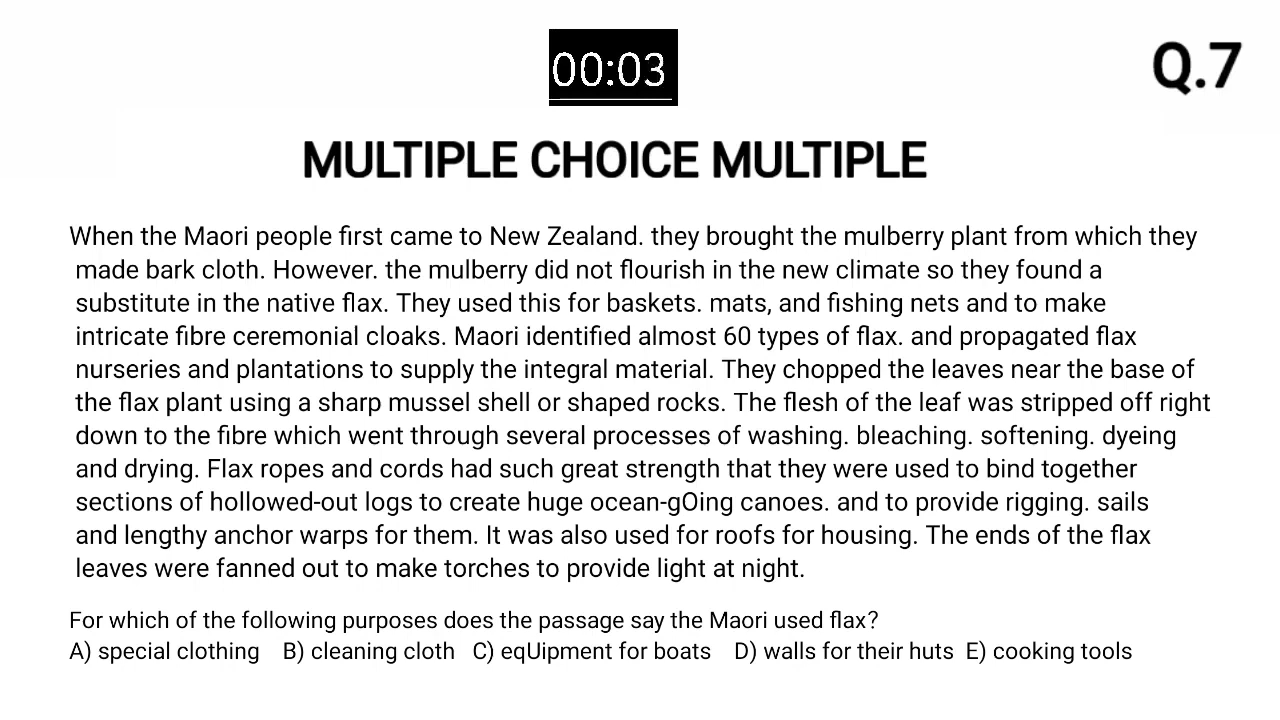 00:03
Q.7
MULTIPLE CHOICE MULTIPLE
When the Maori people first came to New Zealand. they brought the mulberry plant from which they
made bark cloth. However. the mulberry did not flourish in the new climate so they found a
substitute in the native flax. They used this for baskets. mats, and fishing nets and to make
intricate fibre ceremonial cloaks. Maori identified almost 60 types of flax. and propagated flax
nurseries and plantations to supply the integral material. They chopped the leaves near the base of
the flax plant using a sharp mussel shell or shaped rocks. The flesh of the leaf was stripped off right
down to the fibre which went through several processes of washing. bleaching. softening. dyeing
and drying. Flax ropes and cords had such great strength that they were used to bind together
sections of hollowed-out logs to create huge ocean-gOing canoes. and to provide rigging. sails
and lengthy anchor warps for them. It was also used for roofs for housing. The ends of the flax
leaves were fanned out to make torches to provide light at night.
For which of the following purposes does the passage say the Maori used flax?
A) special clothing B) cleaning cloth C) eqUipment for boats D) walls for their huts E) cooking tools